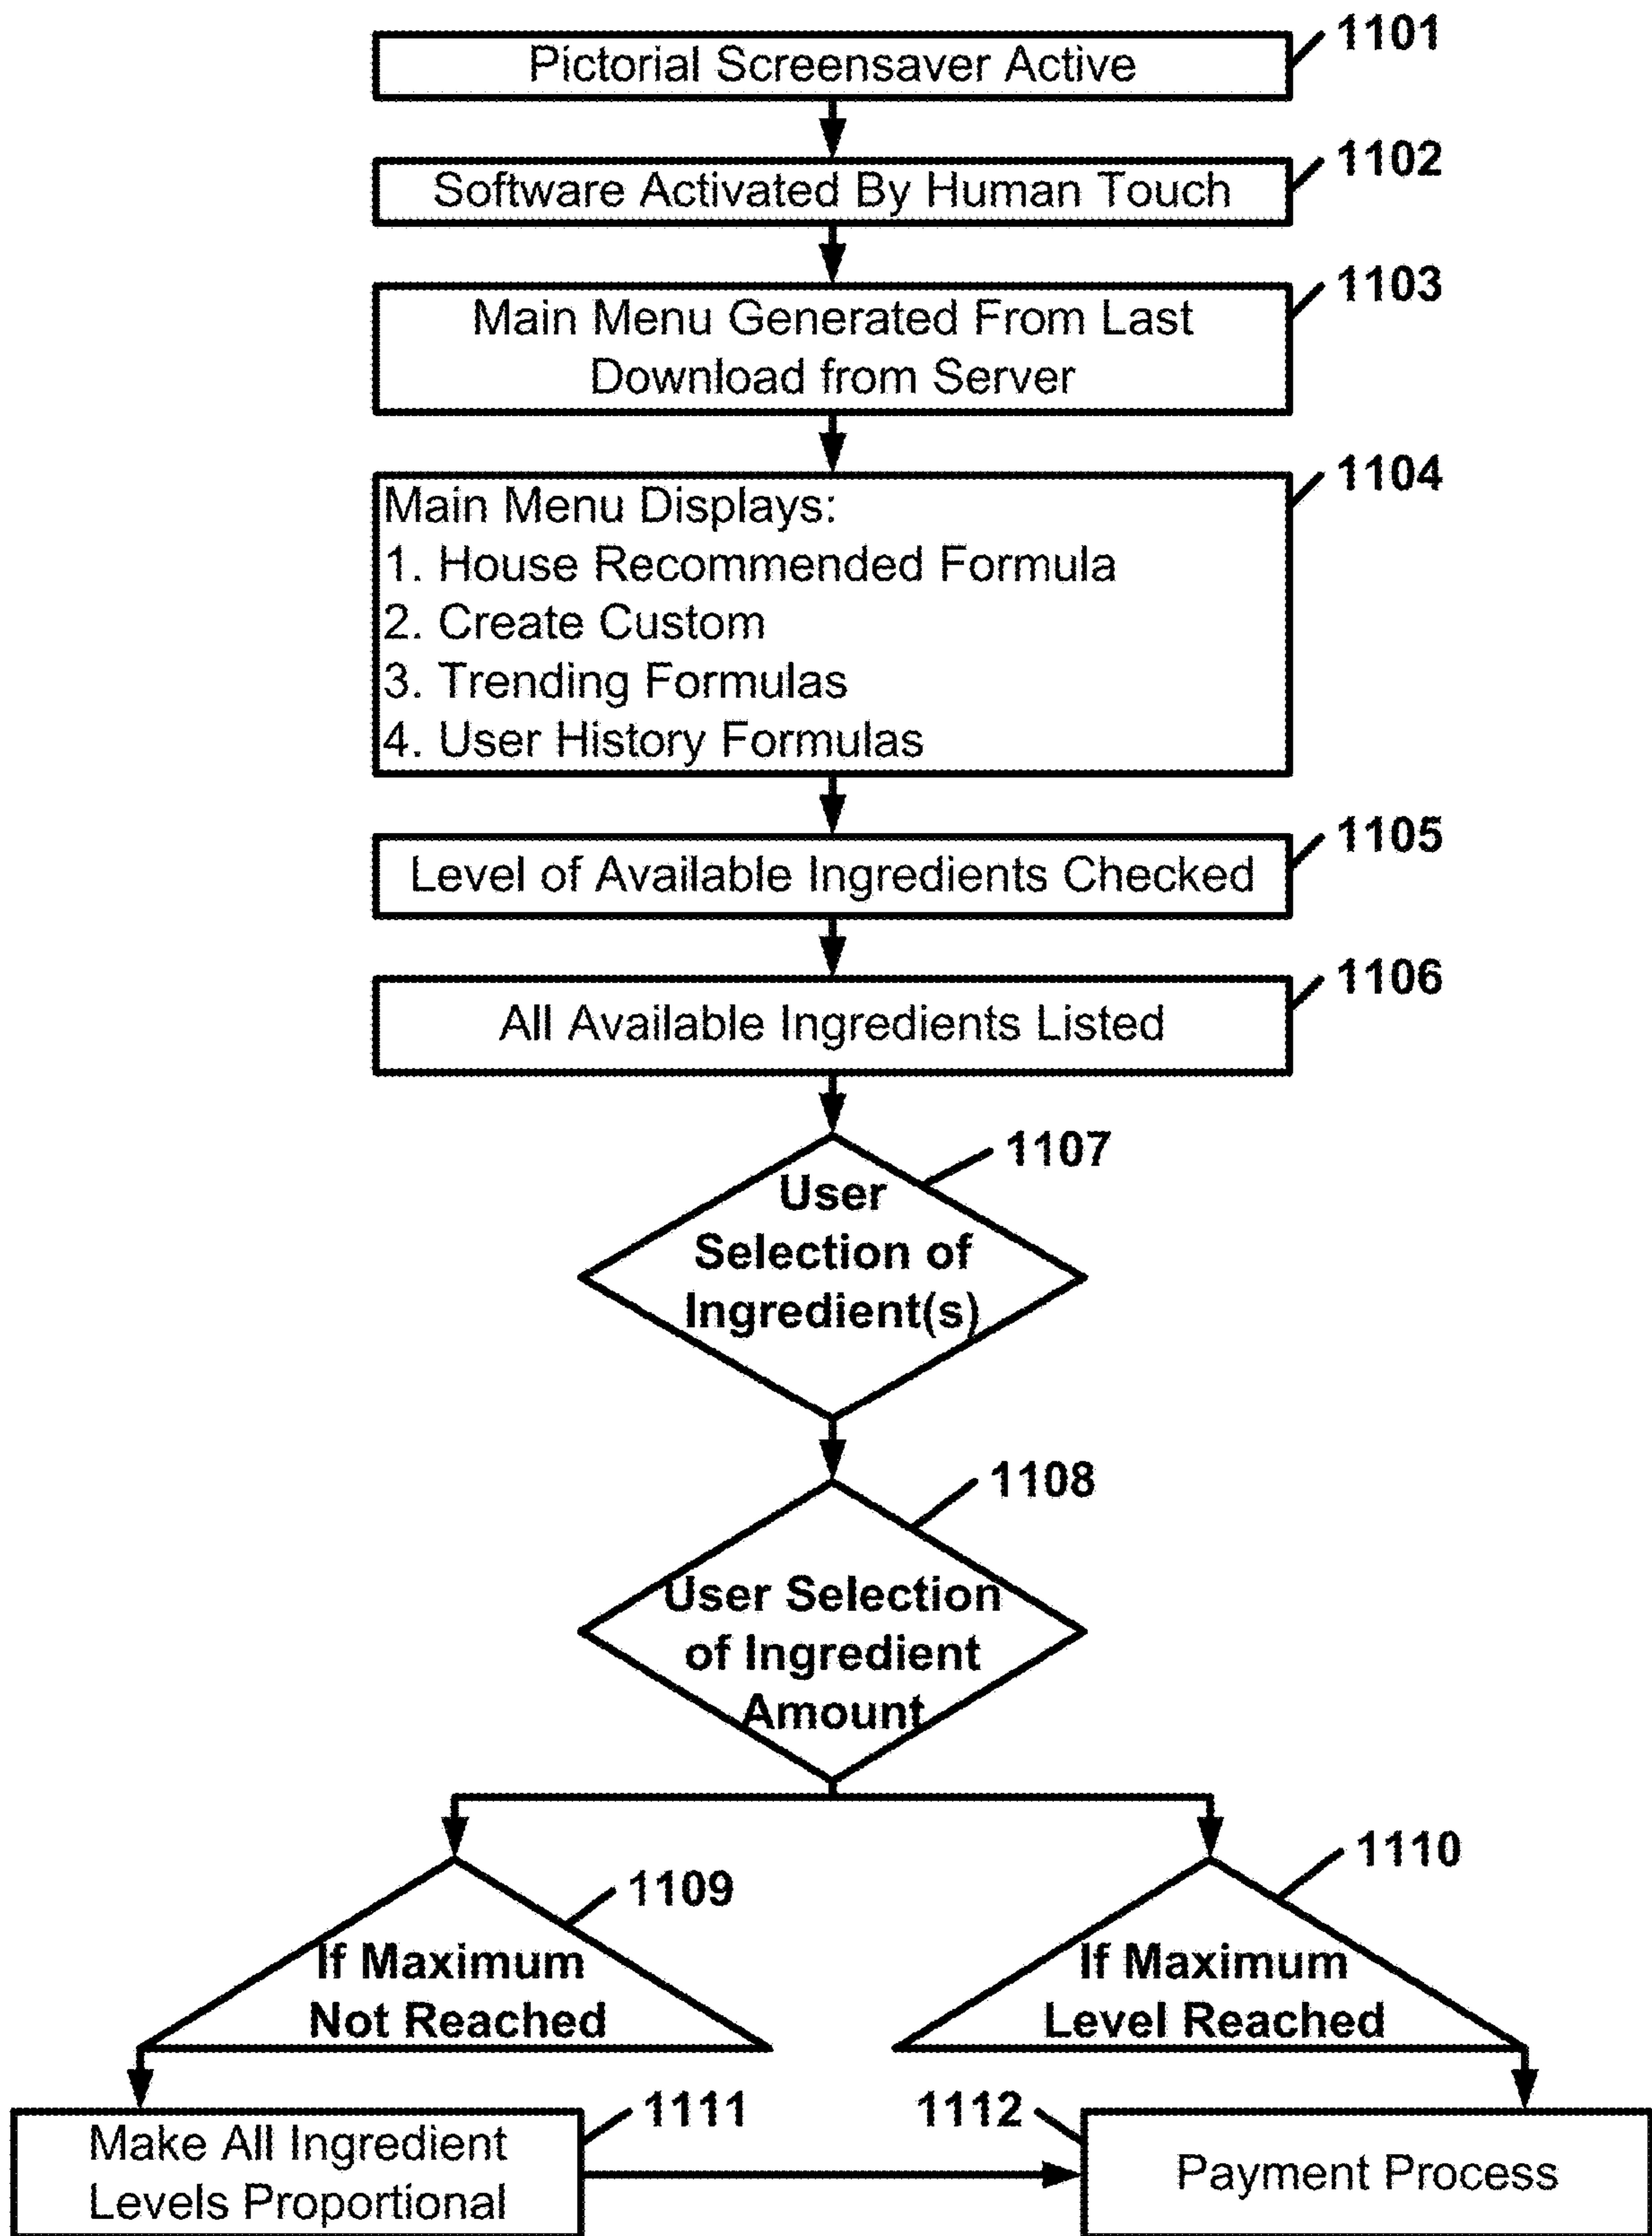 1101
Pictorial Screensaver Active
1102
Software Activated By Human Touch
1103
Main Menu Generated From Last
Download from Server
1104
Main Menu Displays:
1. House Recommended Formula
2. Create Custom
3. Trending Formulas
4. User History Formulas
1105
Level of Available Ingredients Checked
1106
All Available Ingredients Listed
1107
User
Selection of
Ingredient(s)
1108
User Selection
of Ingredient
Amount
1109
If Maximum
Not Reached
1110
If Maximum
Level Reached
1111
Make All Ingredient
Levels Proportional
1112
Payment Process